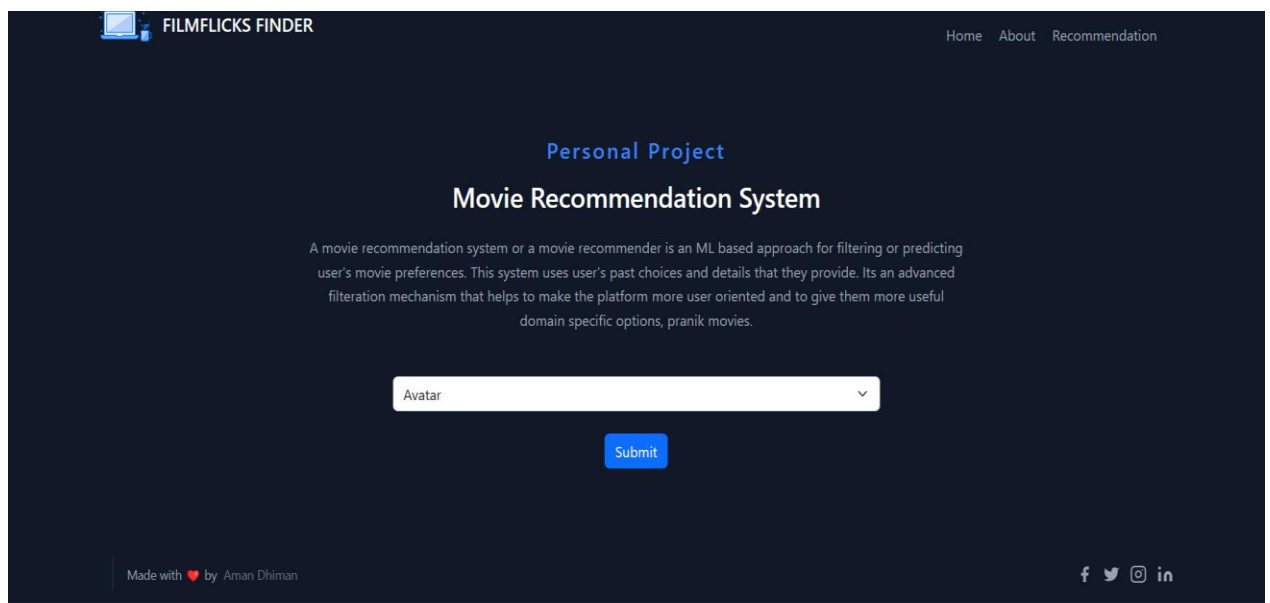 FILMFLICKS FINDER
Home About Recommendation
Personal Project
Movie Recommendation System
A movie recommendation system or a movie recommender is an ML based approach for filtering or predicting
user's movie preferences. This system uses user's past choices and details that they provide. Its an advanced
filteration mechanism that helps to make the platform more user oriented and to give them more useful
domain specific options, pranik movies.
Avatar
Submit
Made with ❤️ by Aman Dhiman